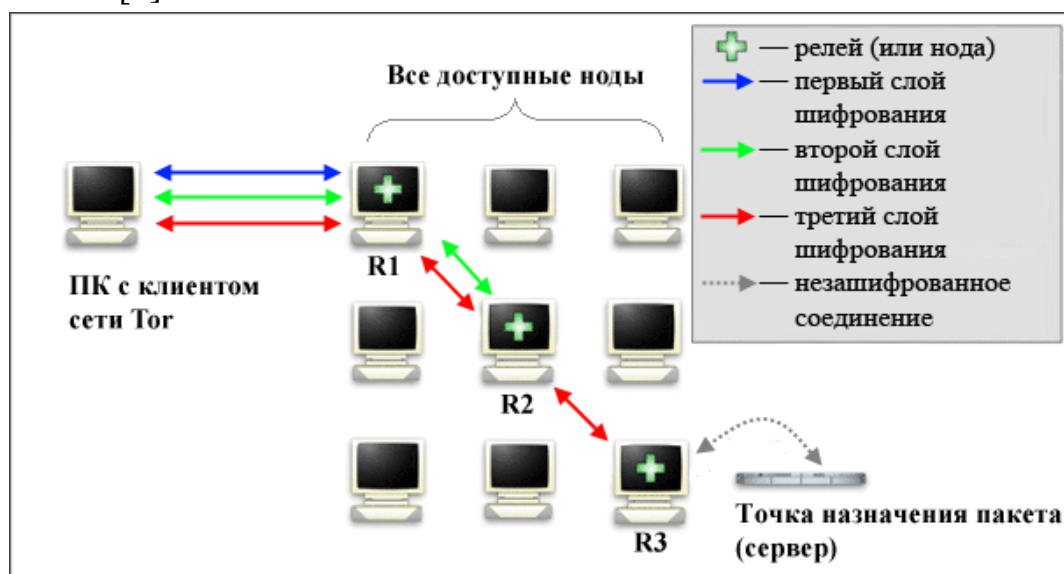 Все доступные ноды
— релей (или нода)
— первый слой
шифрования
— второй слой
шифрования
— третий слой
шифрования
— незашифрованное
соединение
ПК с клиентом
сети Tor
R1
R2
R3
Точка назначения пакета
(сервер)